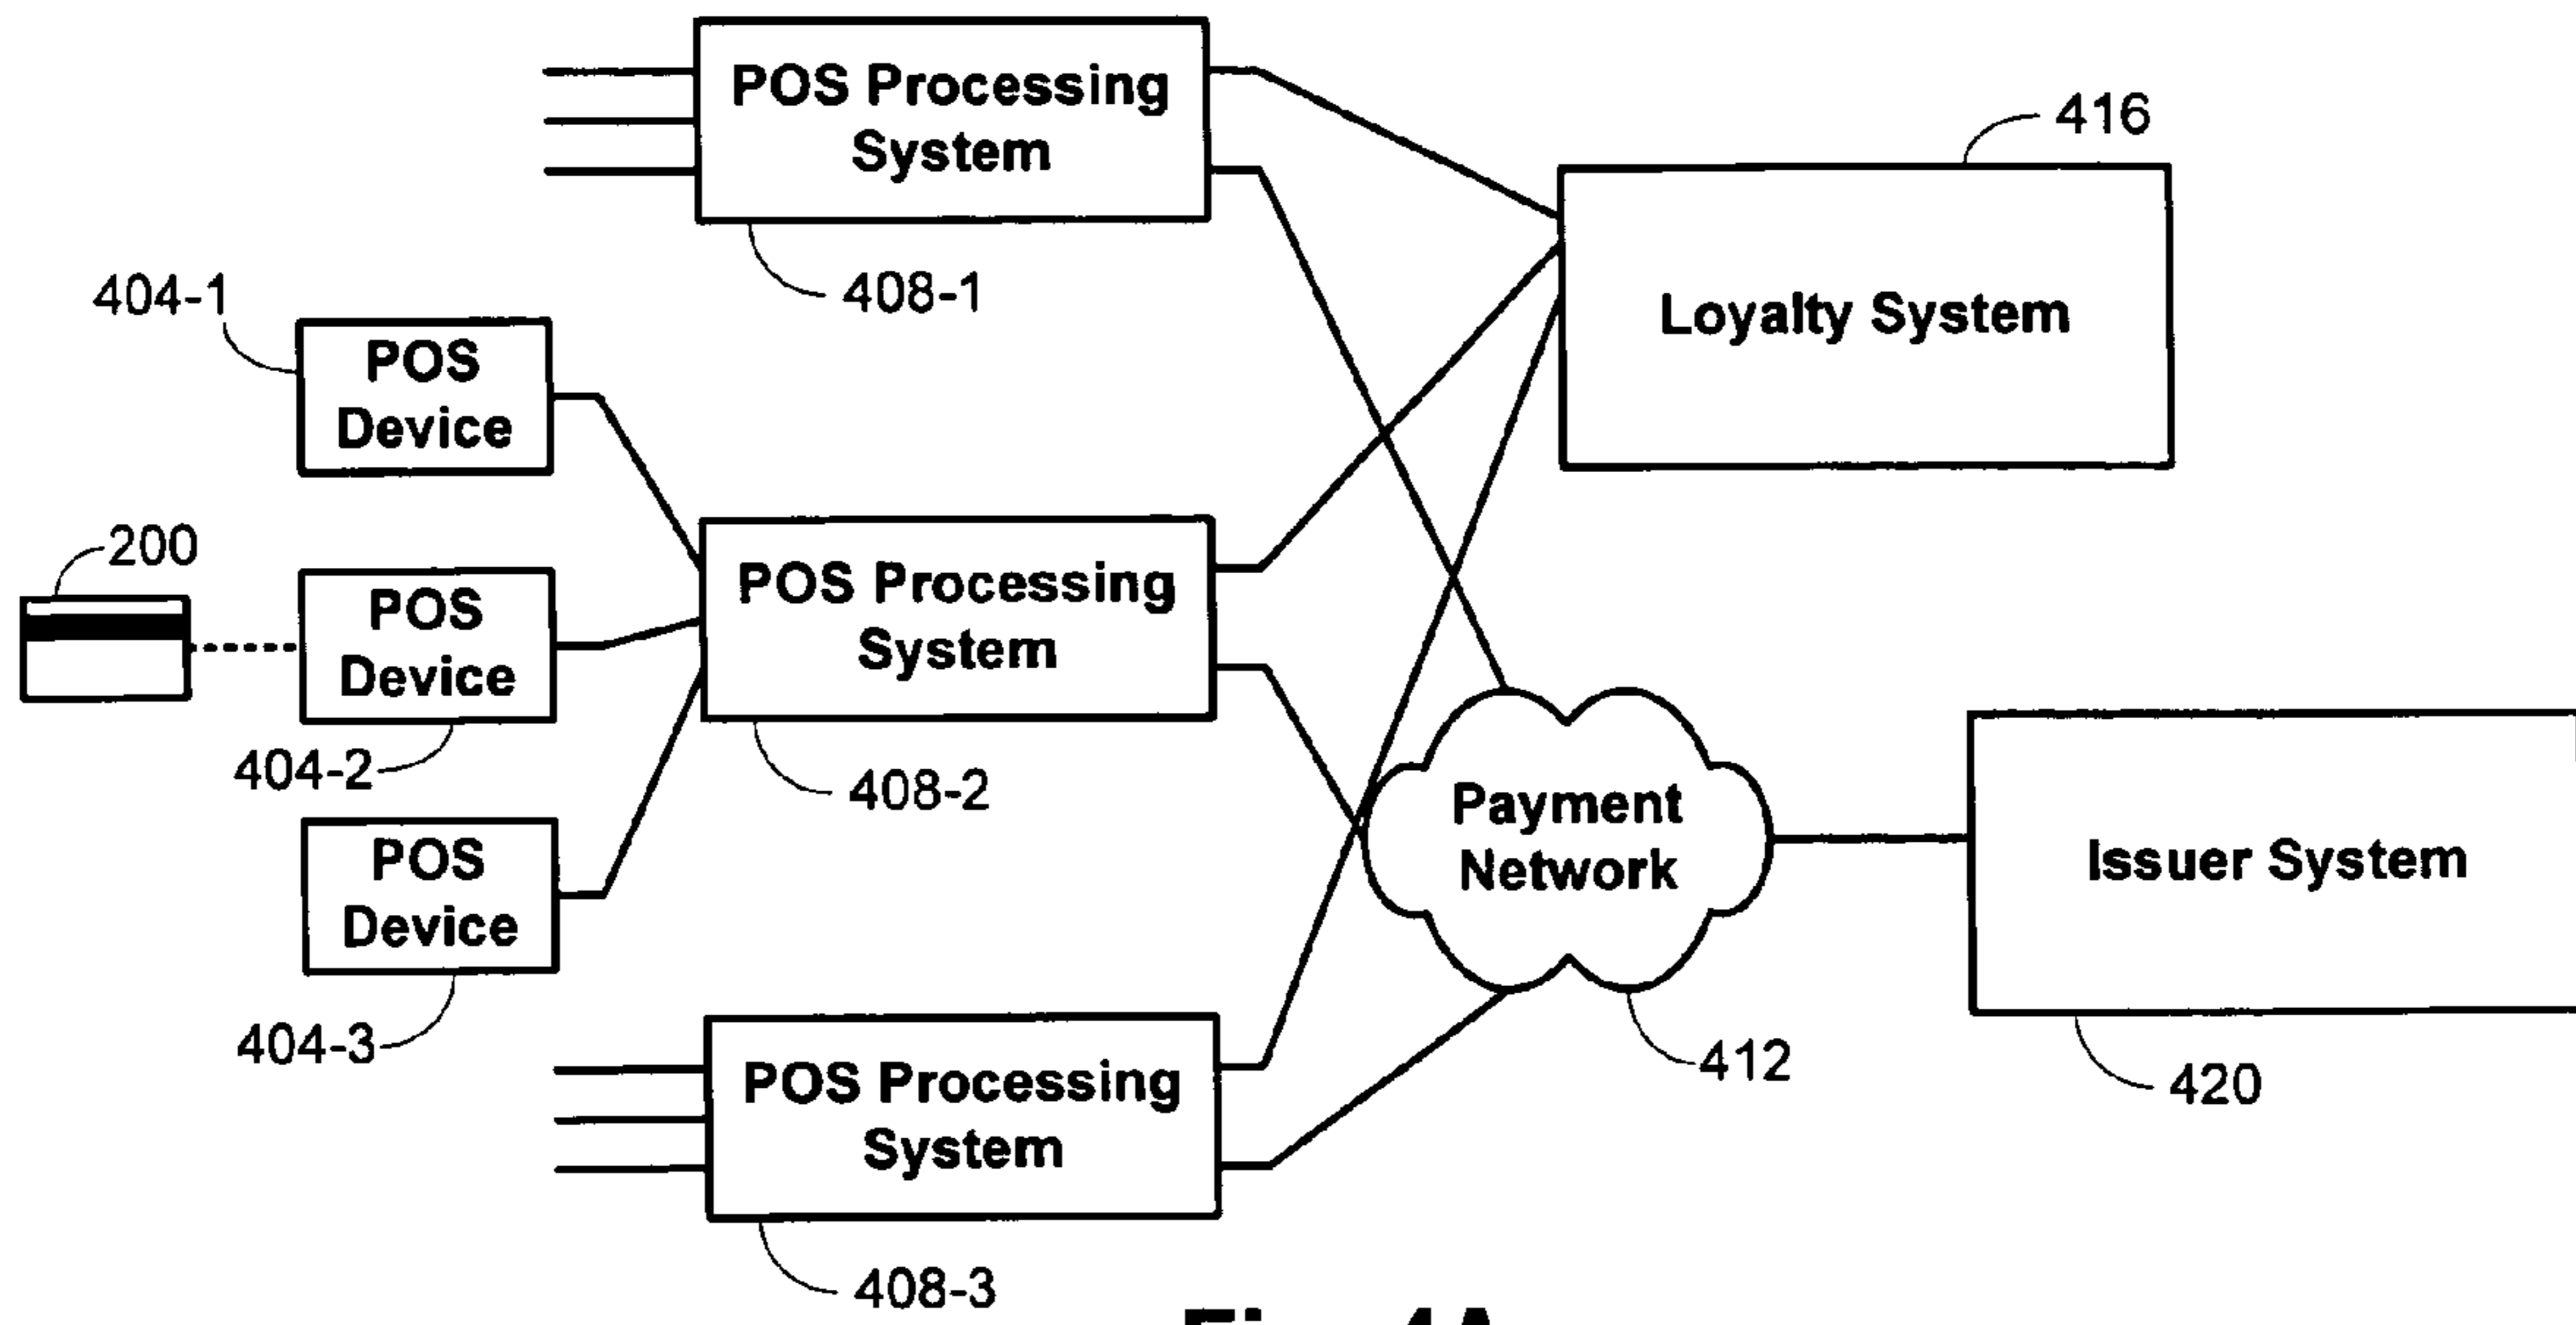 POS Processing
System
416
408-1
Loyalty System
404-1
POS
Device
200
POS
Device
404-2
POS Processing
System
408-2
POS
Device
404-3
Payment
Network
412
Issuer System
420
POS Processing
System
408-3